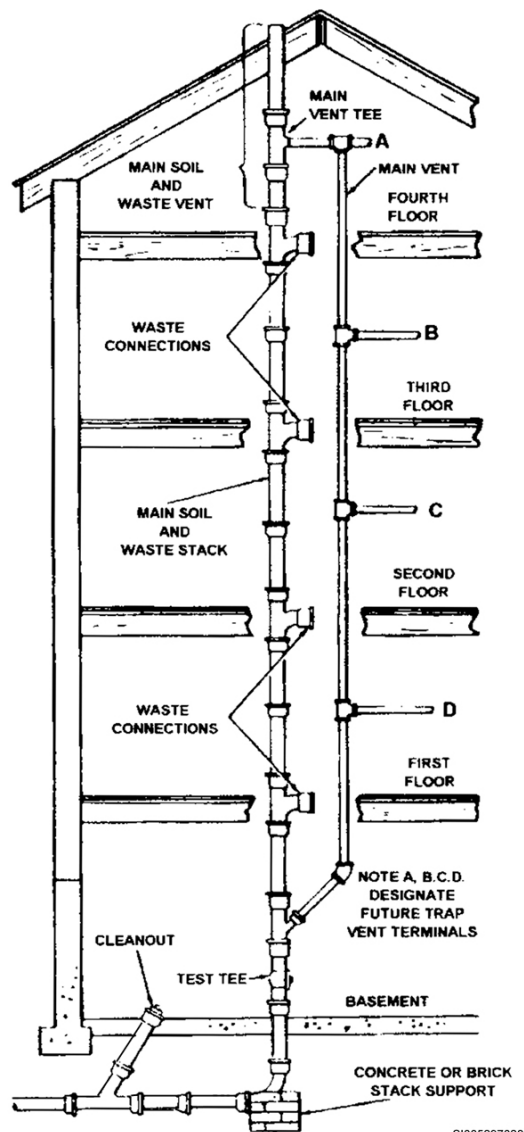 MAIN
VENT TEE
A
MAIN SOIL
AND
WASTE VENT
MAIN VENT
FOURTH
FLOOR
WASTE
CONNECTIONS
B
THIRD
FLOOR
MAIN SOIL
AND
WASTE STACK
C
SECOND
FLOOR
WASTE
CONNECTIONS
D
FIRST
FLOOR
NOTE A, B.C.D.
DESIGNATE
FUTURE TRAP
VENT TERMINALS
CLEANOUT
TEST TEE
BASEMENT
CONCRETE OR BRICK
STACK SUPPORT